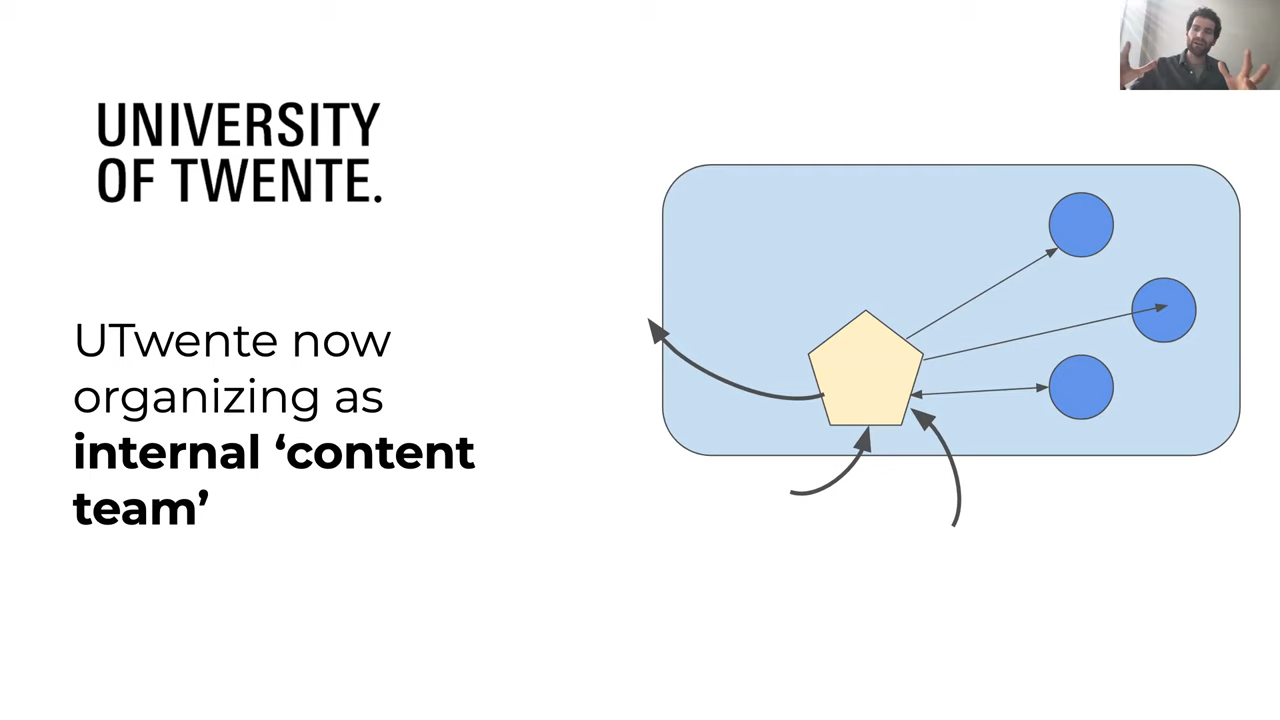 UNIVERSITY
OF TWENTE.
UTwente now
organizing as
internal ‘content
team’